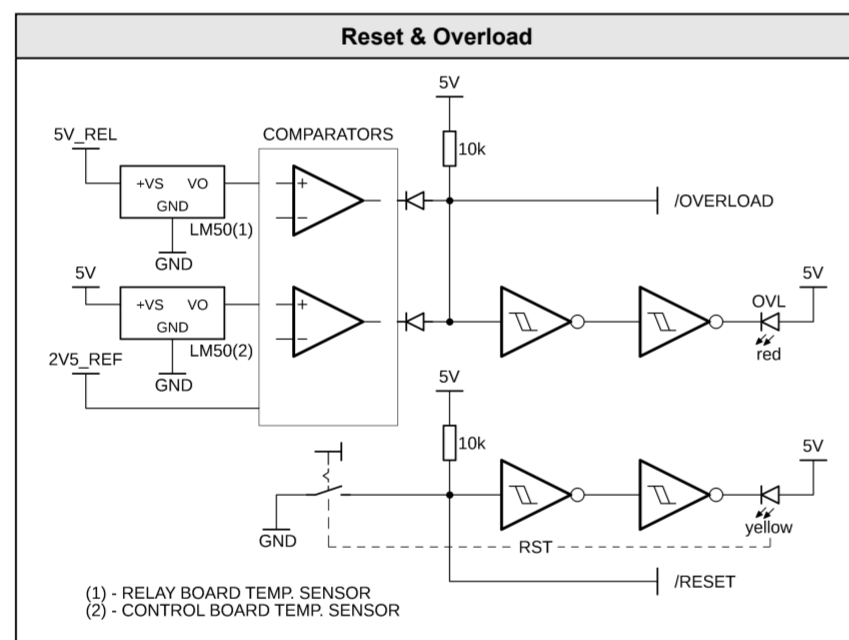 Reset & Overload
5V
5V_REL
COMPARATORS
10k
+VS VO
GND
+
−
/OVERLOAD
LM50(1)
GND
5V
5V
+VS VO
GND
+
−
OVL
LM50(2)
red
2V5_REF
GND
5V
10k
5V
GND
yellow
RST
/RESET
(1) - RELAY BOARD TEMP. SENSOR
(2) - CONTROL BOARD TEMP. SENSOR